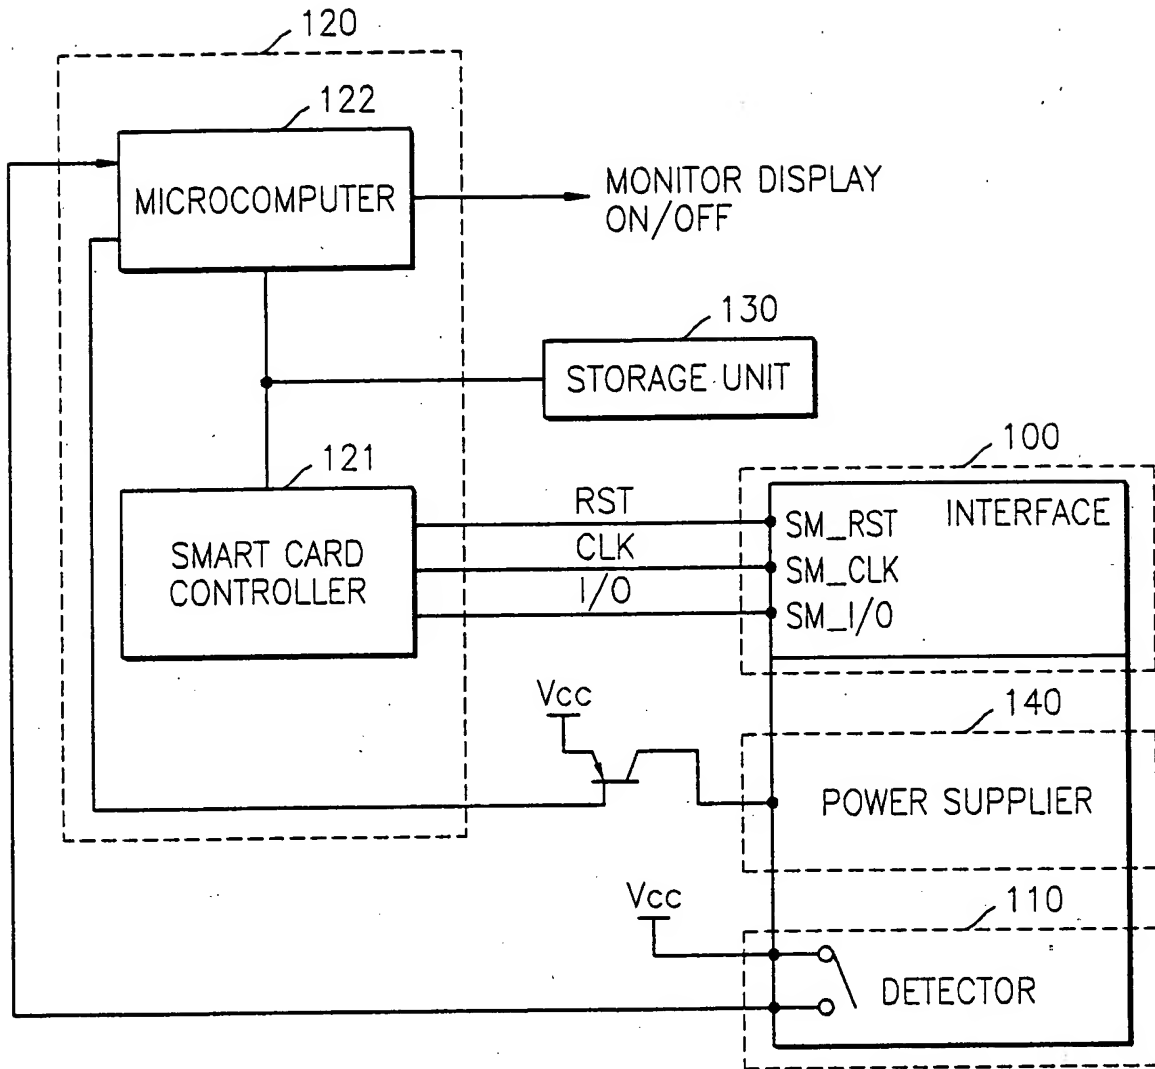 120
122
MICROCOMPUTER
MONITOR DISPLAY
ON/OFF
130
STORAGE UNIT
121
SMART CARD
CONTROLLER
RST
CLK
I/O
100
INTERFACE
SM_RST
SM_CLK
SM_I/O
Vcc
140
POWER SUPPLIER
Vcc
110
DETECTOR